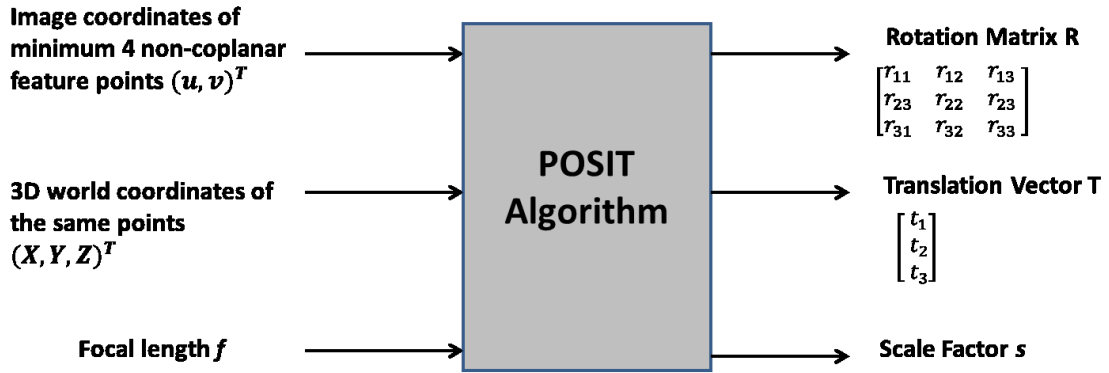 Image coordinates of
minimum 4 non-coplanar
feature points (u, v)^T
3D world coordinates of
the same points
(X, Y, Z)^T
Focal length f
POSIT
Algorithm
Rotation Matrix R
[r₁₁ r₁₂ r₁₃]
[r₂₃ r₂₂ r₂₃]
[r₃₁ r₃₂ r₃₃]
Translation Vector T
[t₁]
[t₂]
[t₃]
Scale Factor s